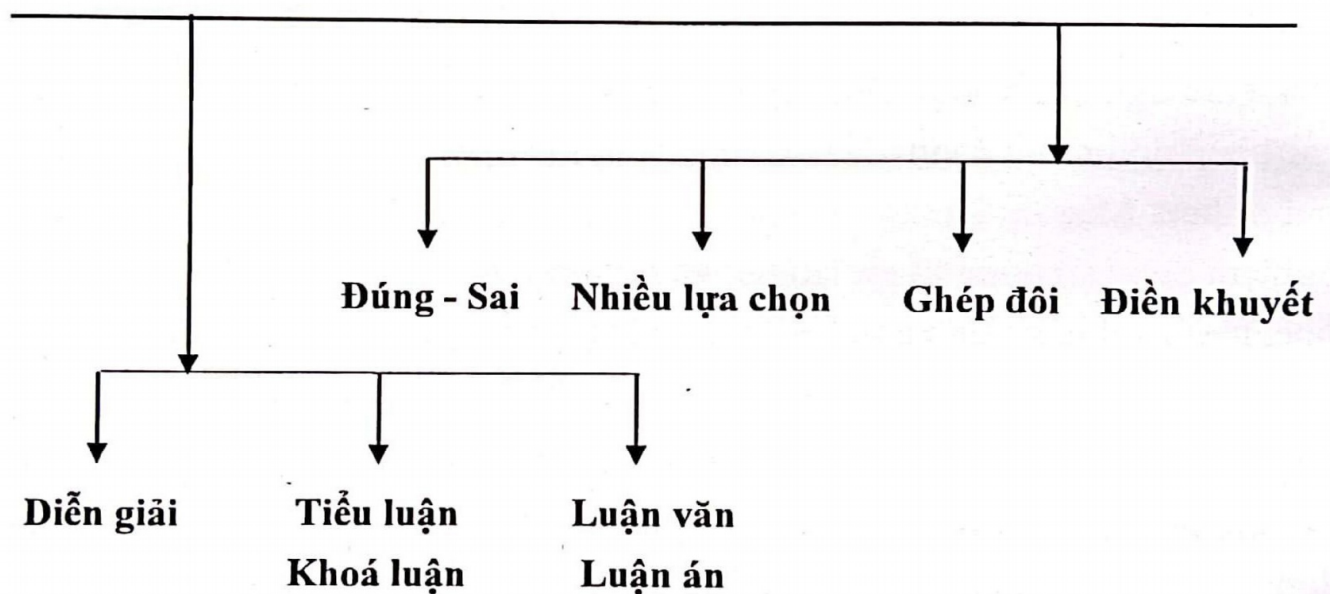 Đúng - Sai Nhiều lựa chọn Ghép đôi Điền khuyết
Diễn giải Tiểu luận Luận văn
Khoá luận Luận án